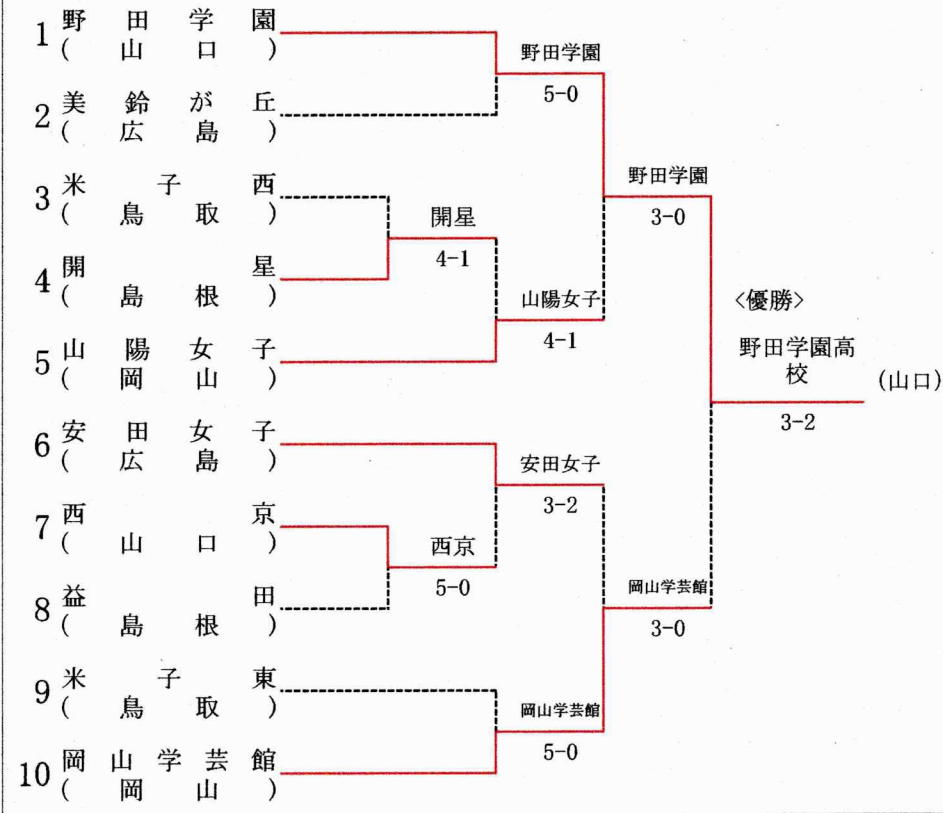 1 野田学園
(山口)
2 美鈴が丘
(広島)
3 米子西
(鳥取)
4 開星
(島根)
5 山陽女子
(岡山)
6 安田女子
(広島)
7 西京
(山口)
8 益田
(島根)
9 米子東
(鳥取)
10 岡山学芸館
(岡山)
開星
4-1
西京
5-0
野田学園
5-0
山陽女子
4-1
安田女子
3-2
岡山学芸館
5-0
野田学園
3-0
岡山学芸館
3-0
<優勝>
野田学園高
校
(山口)
3-2